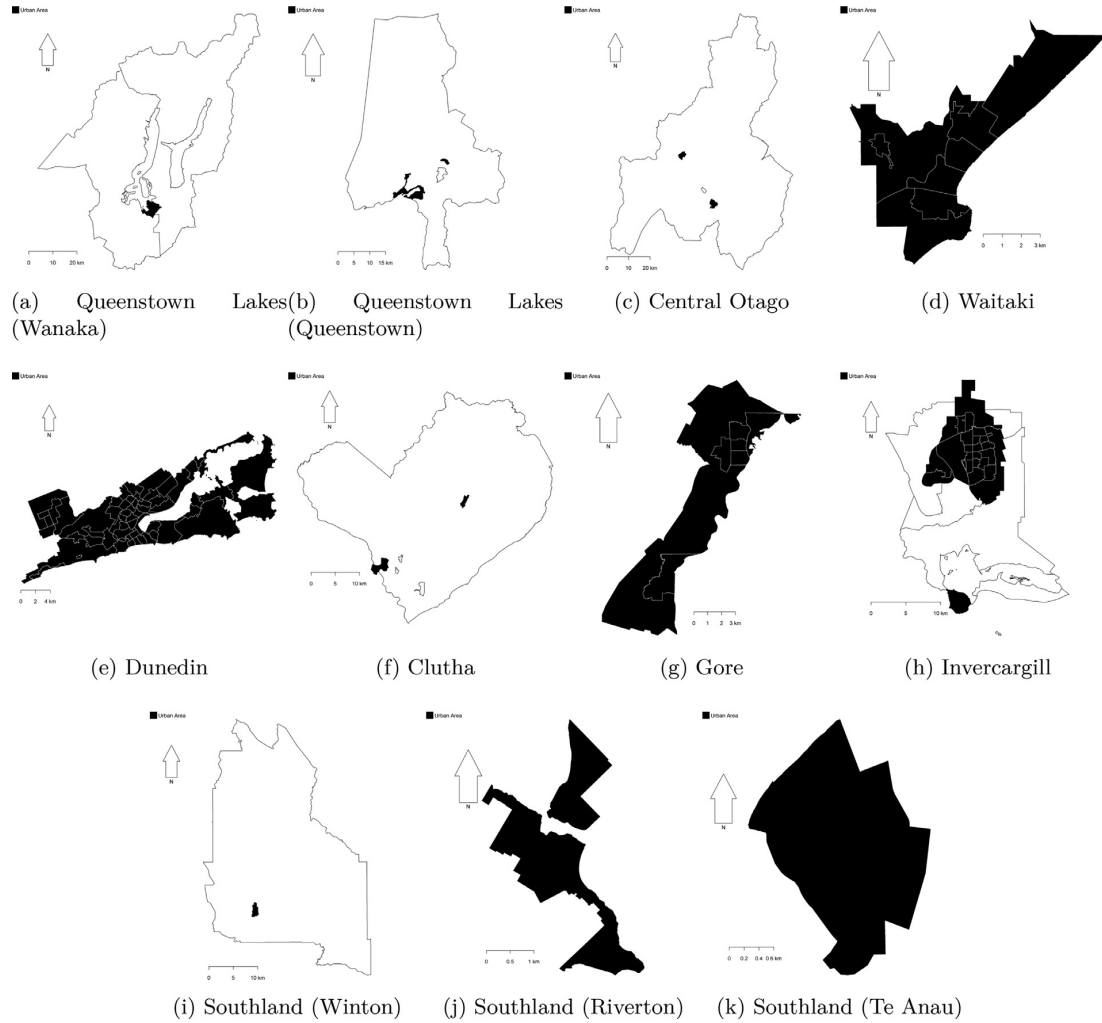 Urban Area
N
0 10 20 km
(a) Queenstown Lakes
(Wanaka)
Urban Area
N
0 5 10 15 km
(b) Queenstown Lakes
(Queenstown)
Urban Area
N
0 10 20 km
(c) Central Otago
Urban Area
N
0 1 2 3 km
(d) Waitaki
Urban Area
N
0 2 4 km
(e) Dunedin
Urban Area
N
0 5 10 km
(f) Clutha
Urban Area
N
0 1 2 3 km
(g) Gore
Urban Area
N
0 5 10 km
(h) Invercargill
Urban Area
N
0 5 10 km
(i) Southland (Winton)
Urban Area
N
0 0.5 1 km
(j) Southland (Riverton)
Urban Area
N
0 0.2 0.4 0.6 km
(k) Southland (Te Anau)